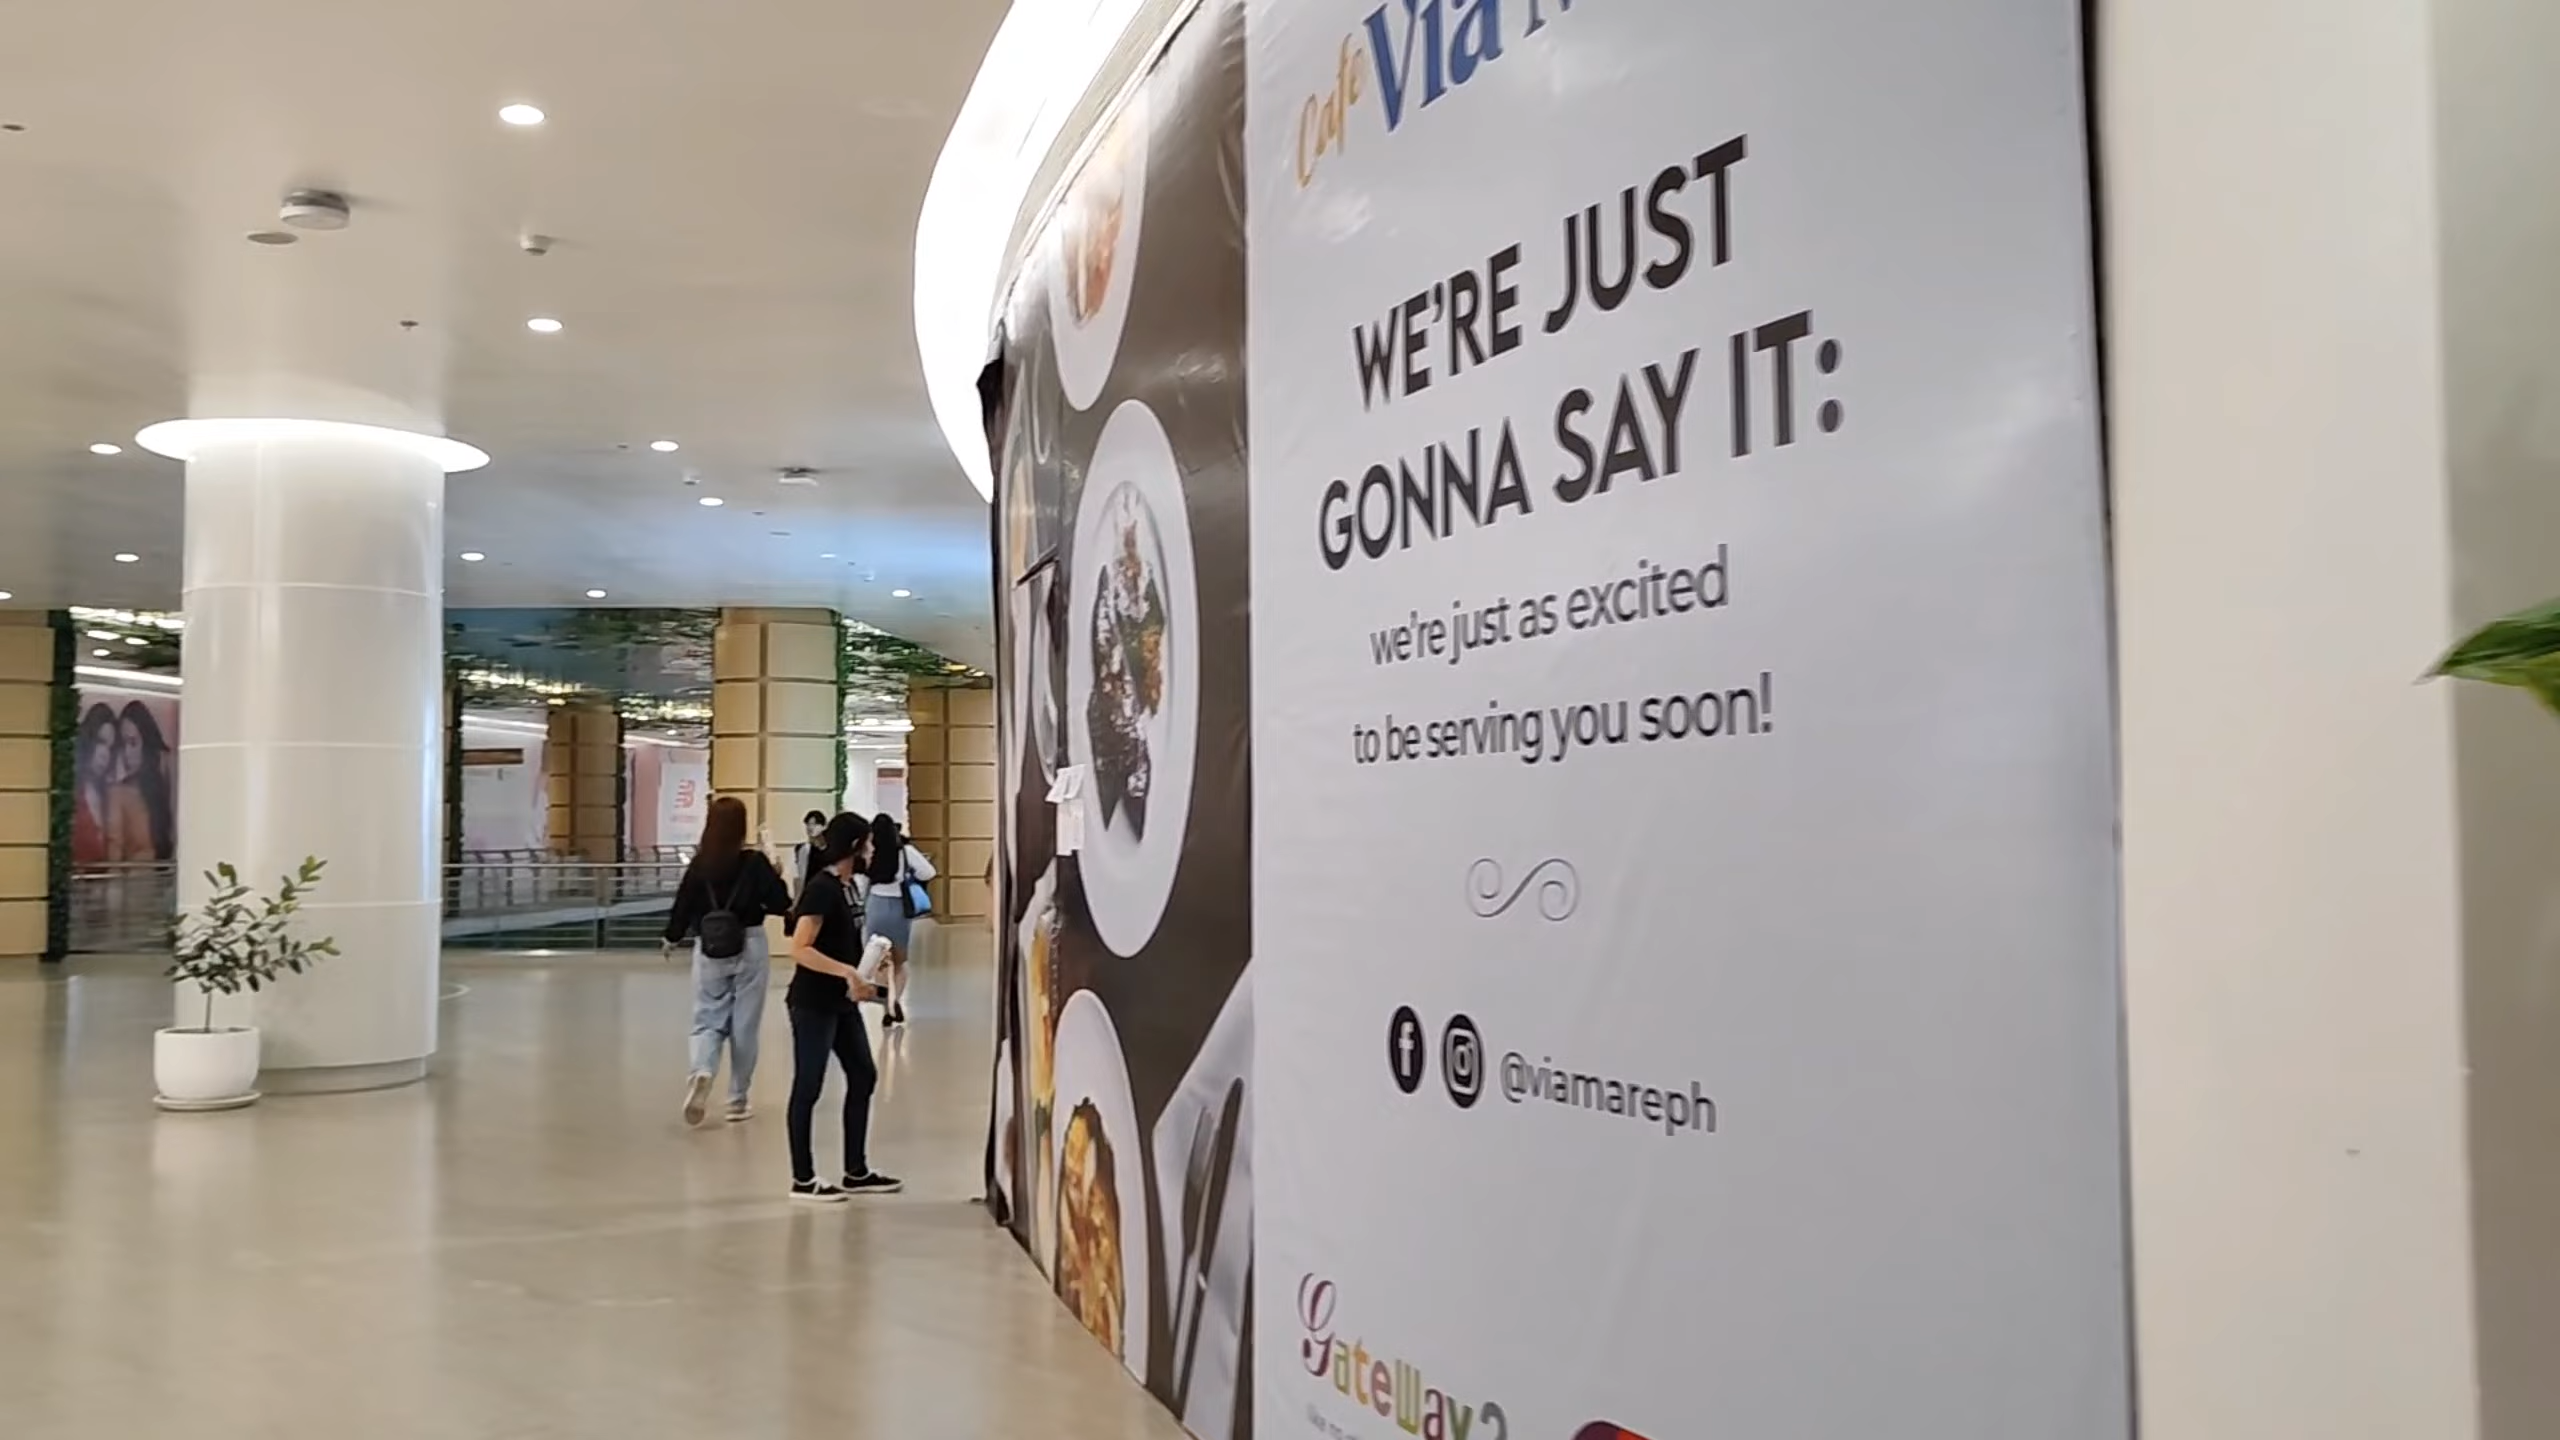 Cafe Via
WE'RE JUST
GONNA SAY IT:
we're just as excited
to be serving you soon!
@viamareph
Gateway2